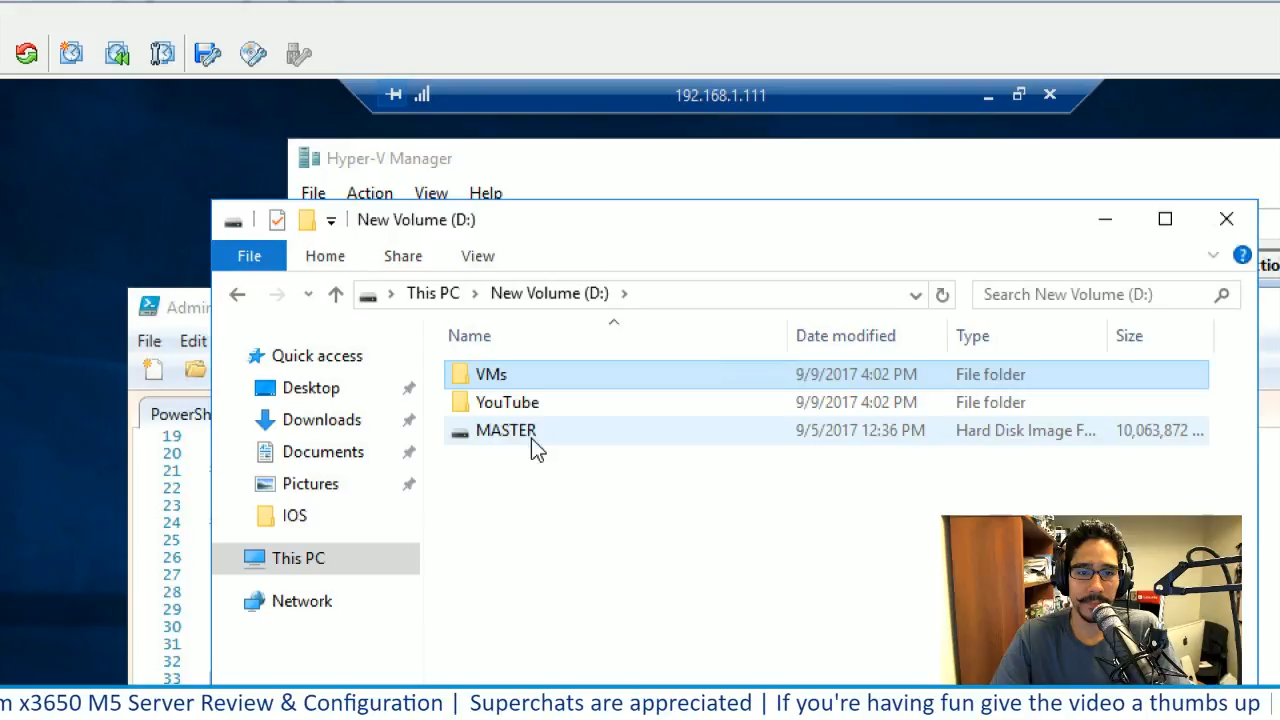 192.168.1.111
Hyper-V Manager
File Action View Help
New Volume (D:)
File Home Share View
This PC New Volume (D:)
Search New Volume (D:)
Admin
File Edit
PowerSh
19
20
21
22
23
24
25
26
27
28
29
30
31
32
33
Quick access
Desktop
Downloads
Documents
Pictures
IOS
This PC
Network
Name Date modified Type Size
VMs 9/9/2017 4:02 PM File folder
YouTube 9/9/2017 4:02 PM File folder
MASTER 9/5/2017 12:36 PM Hard Disk Image F... 10,063,872 ...
ctio
m x3650 M5 Server Review & Configuration | Superchats are appreciated | If you're having fun give the video a thumbs up |